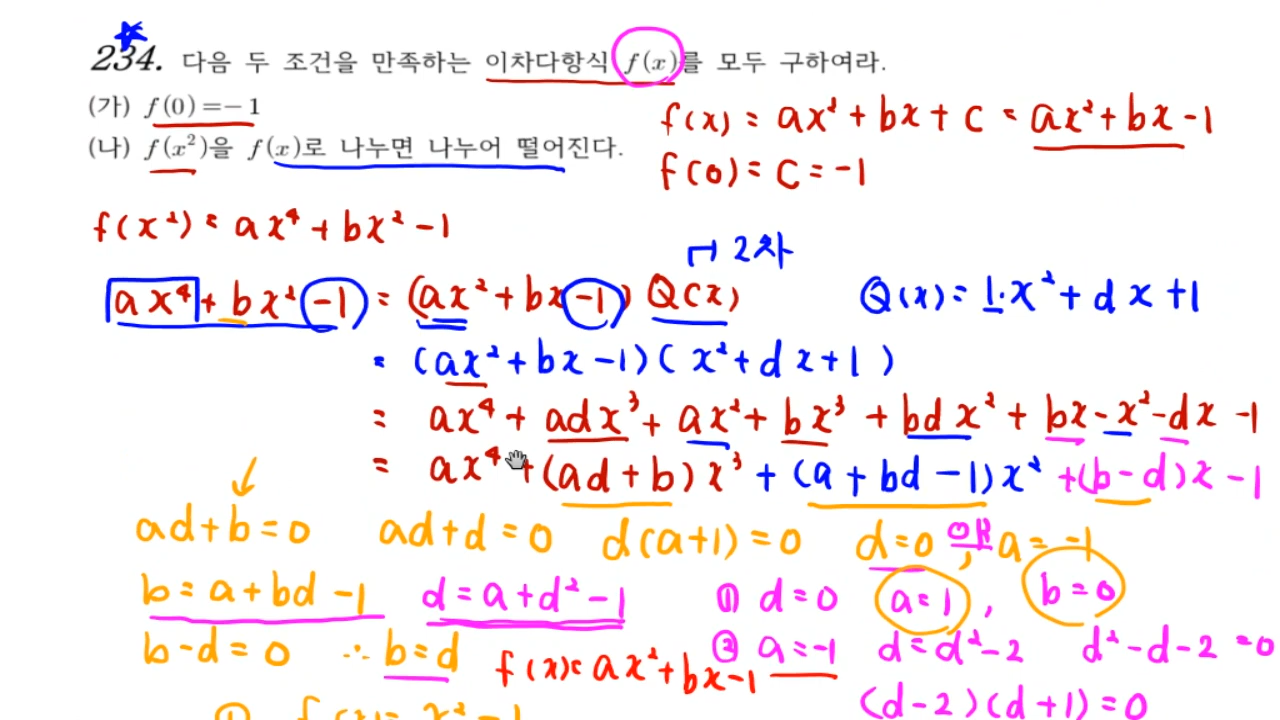 234. 다음 두 조건을 만족하는 이차다항식 f(x)를 모두 구하여라.
(가) f(0)=-1
(나) f(x²)을 f(x)로 나누면 나누어 떨어진다.
f(x) = ax²+bx+c = ax²+bx-1
f(0) = c = -1
f(x²) = ax⁴+bx²-1
2차
ax⁴+bx²-1 = (ax²+bx-1) Q(x)
Q(x) = 1·x²+dx+1
= (ax²+bx-1)(x²+dx+1)
= ax⁴+adx³+ax²+bx³+bdx²+bx-x²-dx-1
= ax⁴+(ad+b)x³+(a+bd-1)x²+(b-d)x-1
ad+b=0 ad+d=0 d(a+1)=0 d=0, OR a=-1
b=a+bd-1 d=a+d²-1 ① d=0 a=1, b=0
b-d=0 ∴ b=d ② a=-1 d=d²-2 d²-d-2=0
f(x)=ax²+bx-1
(d-2)(d+1)=0
① f(x)=x²-1